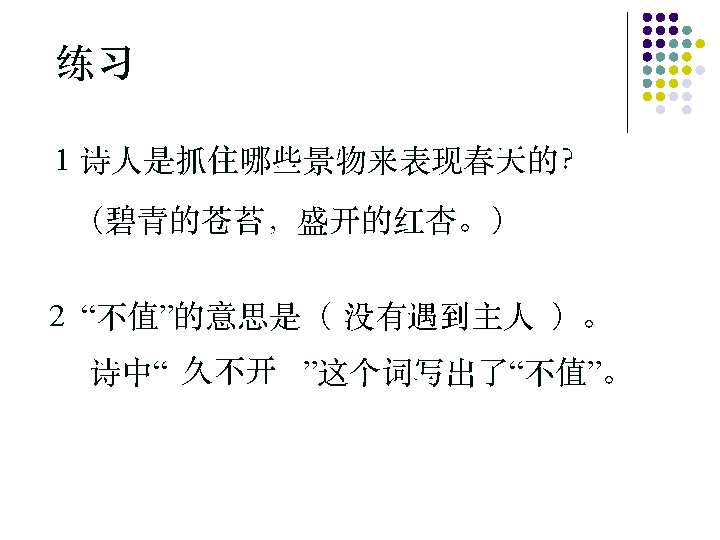 练习
1 诗人是抓住哪些景物来表现春天的?
（碧青的苍苔，盛开的红杏。）
2 “不值”的意思是（ 没有遇到主人 ）。
诗中“ 久不开 ”这个词写出了“不值”。